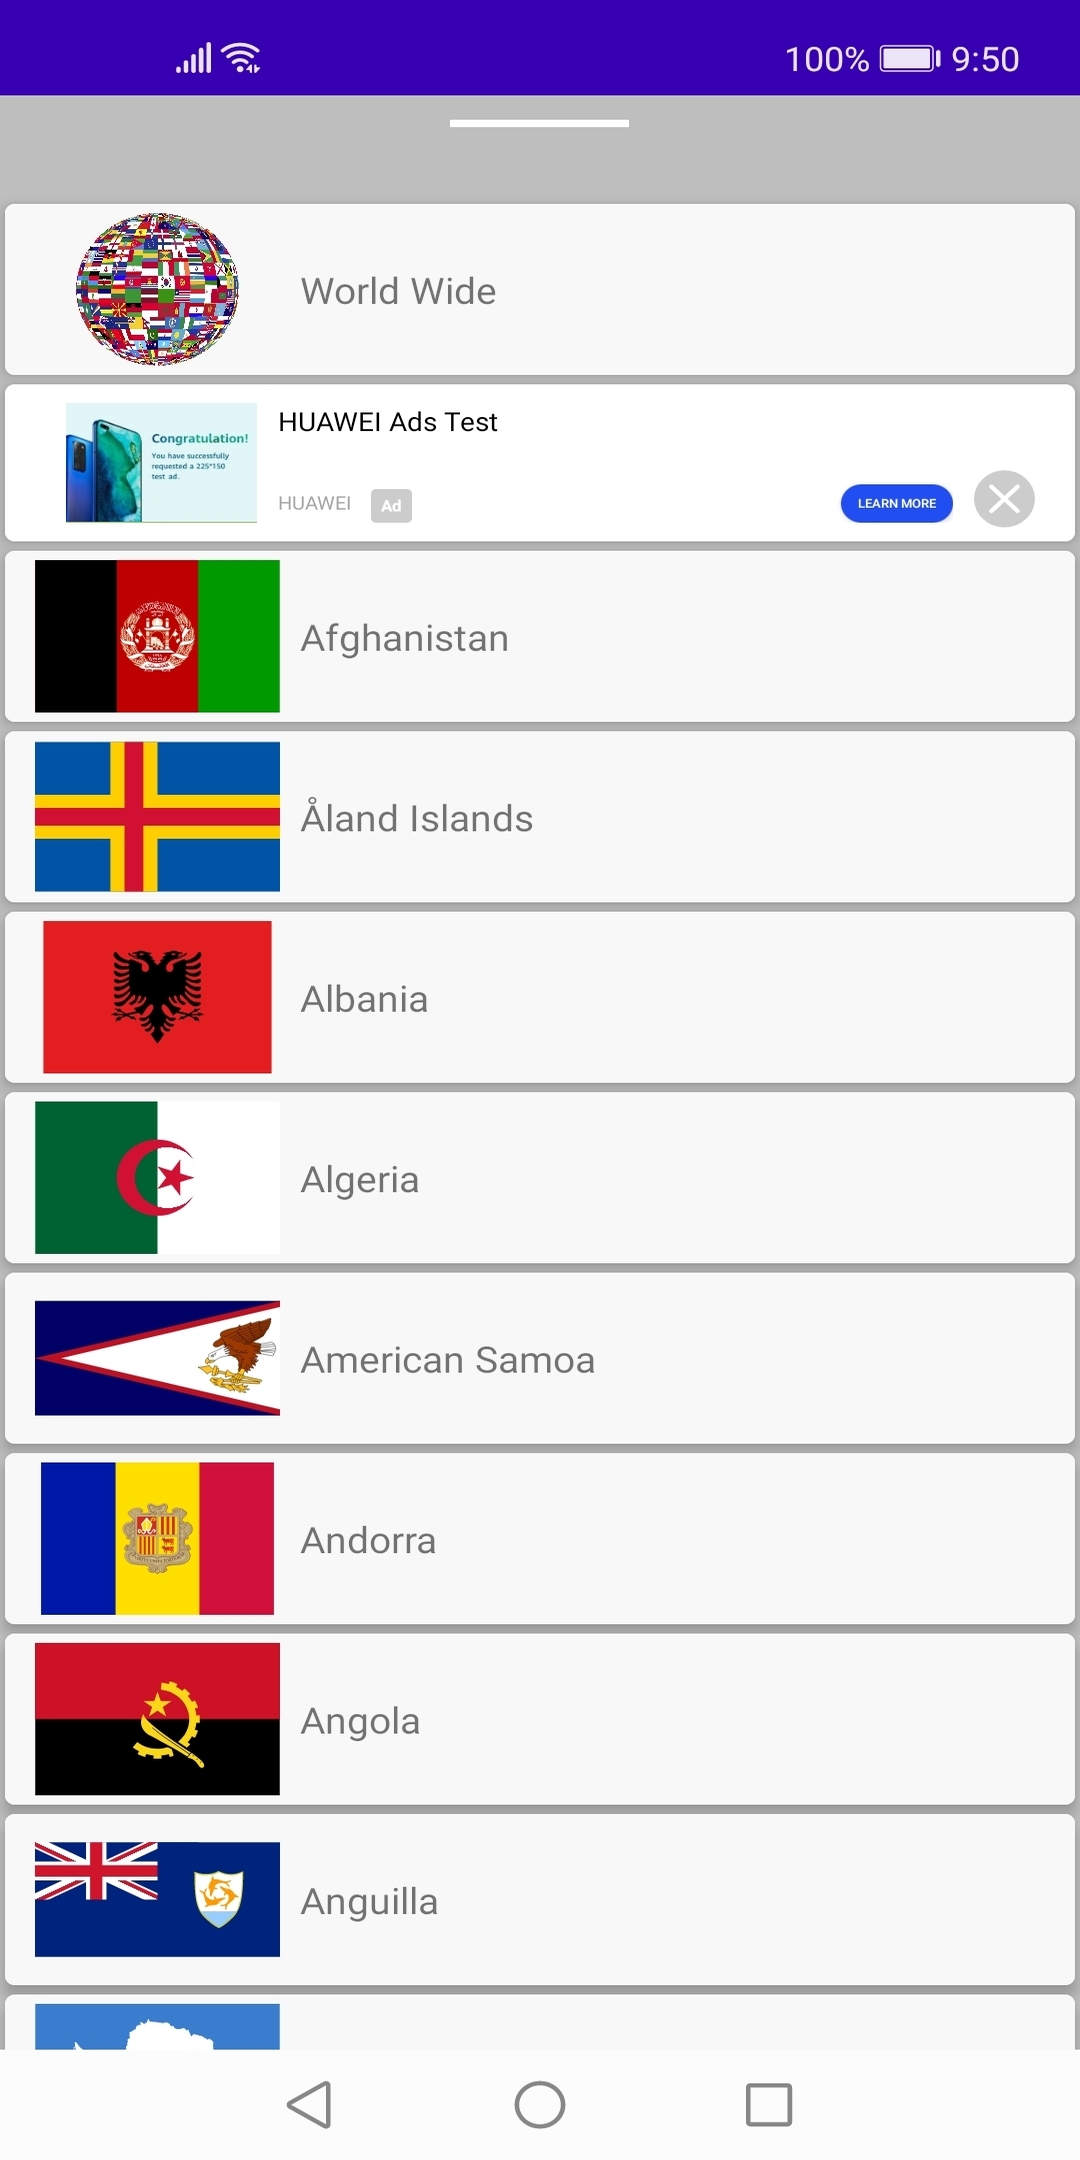 100% 9:50
World Wide
HUAWEI Ads Test
Congratulation!
You have successfully
requested a 225*150
test ad.
HUAWEI Ad LEARN MORE
Afghanistan
Åland Islands
Albania
Algeria
American Samoa
Andorra
Angola
Anguilla